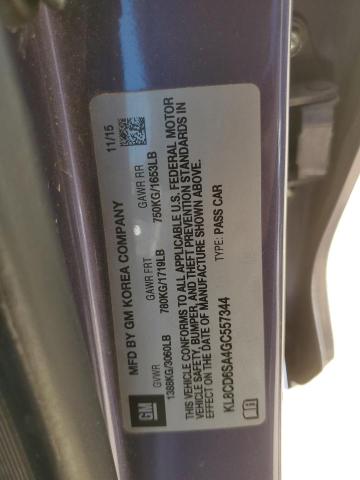 MFD BY GM KOREA COMPANY 11/15
GVWR GAWR FRT GAWR RR
1388KG/3060LB 780KG/1719LB 750KG/1653LB
THIS VEHICLE CONFORMS TO ALL APPLICABLE U.S. FEDERAL MOTOR
VEHICLE SAFETY, BUMPER, AND THEFT PREVENTION STANDARDS IN
EFFECT ON THE DATE OF MANUFACTURE SHOWN ABOVE.
KL8CD6SA4GC557344 TYPE: PASS CAR
GM